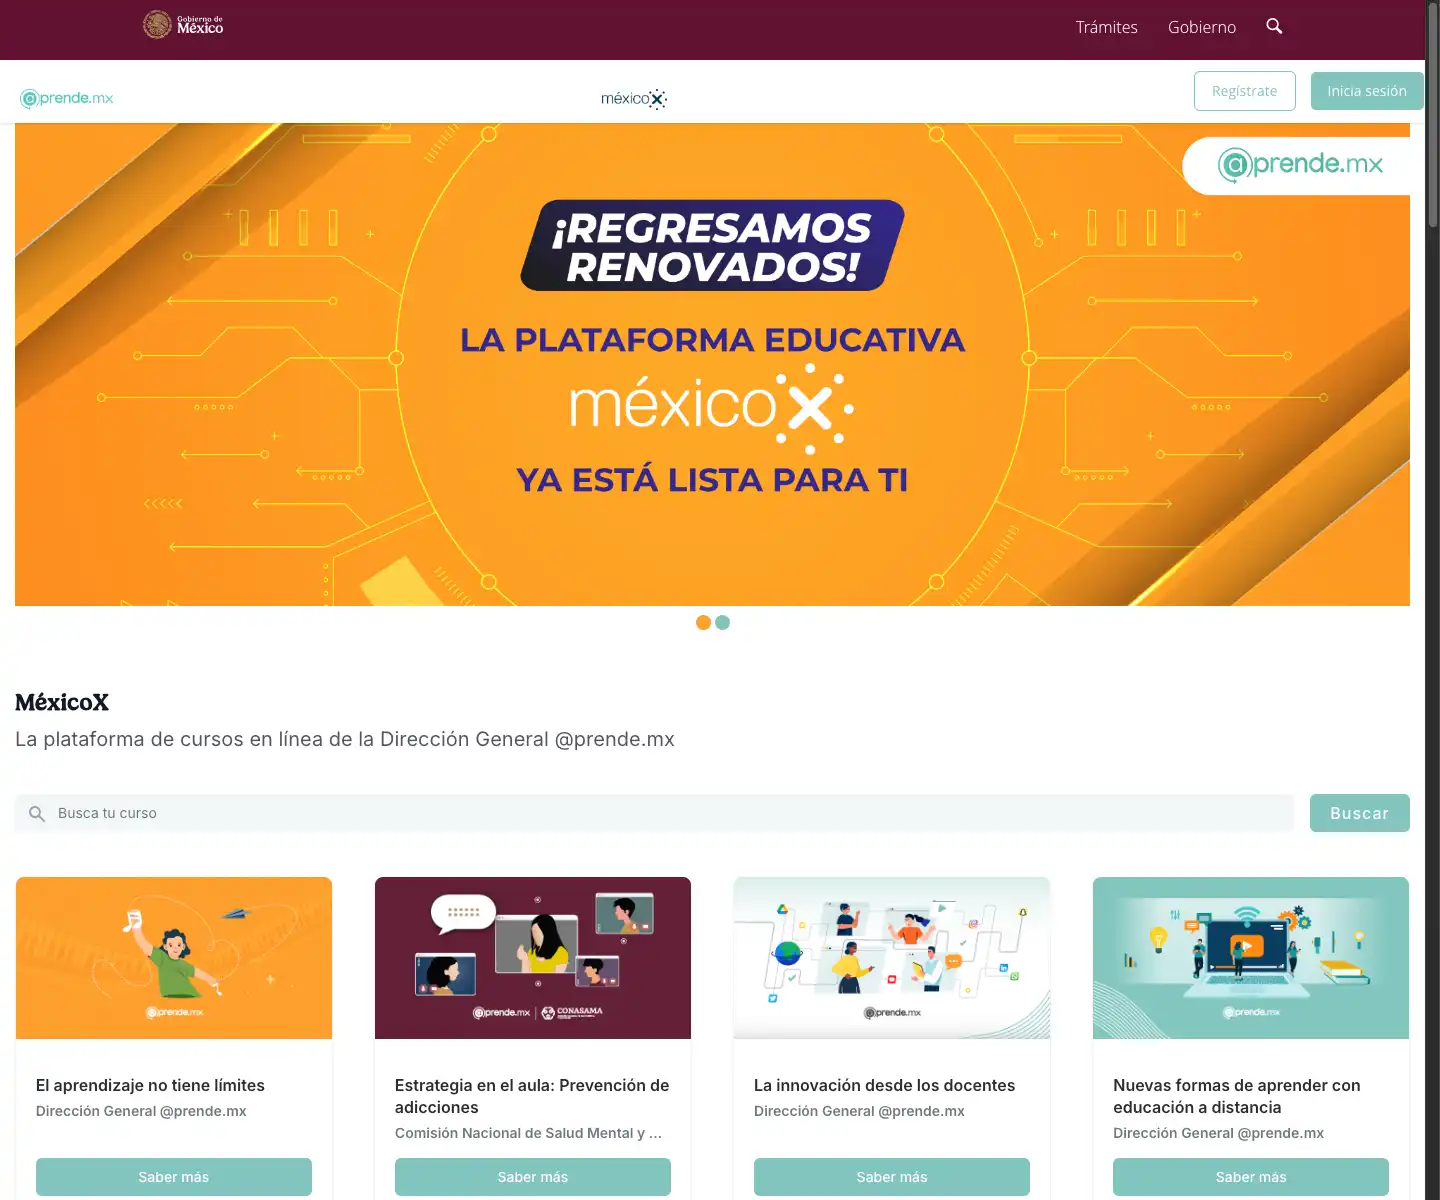 Gobierno de
México
Trámites
Gobierno
@prende.mx
méxicoX
Regístrate
Inicia sesión
@prende.mx
¡REGRESAMOS
RENOVADOS!
LA PLATAFORMA EDUCATIVA
méxicoX
YA ESTÁ LISTA PARA TI
MéxicoX
La plataforma de cursos en línea de la Dirección General @prende.mx
Busca tu curso
Buscar
@prende.mx
@prende.mx
CONASAMA
@prende.mx
@prende.mx
El aprendizaje no tiene límites
Dirección General @prende.mx
Saber más
Estrategia en el aula: Prevención de
adicciones
Comisión Nacional de Salud Mental y ...
Saber más
La innovación desde los docentes
Dirección General @prende.mx
Saber más
Nuevas formas de aprender con
educación a distancia
Dirección General @prende.mx
Saber más